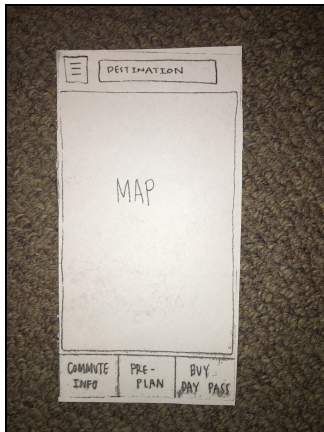 DESTINATION
MAP
COMMUTE
INFO
PRE-
PLAN
BUY
DAY PASS